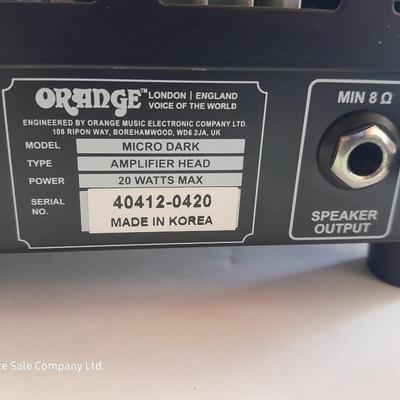 ORANGE™ LONDON | ENGLAND
VOICE OF THE WORLD
ENGINEERED BY ORANGE MUSIC ELECTRONIC COMPANY LTD.
108 RIPON WAY, BOREHAMWOOD, WD6 2JA, UK
MODEL MICRO DARK
TYPE AMPLIFIER HEAD
POWER 20 WATTS MAX
SERIAL NO. 40412-0420
MADE IN KOREA
MIN 8 Ω
SPEAKER
OUTPUT
te Sale Company Ltd.